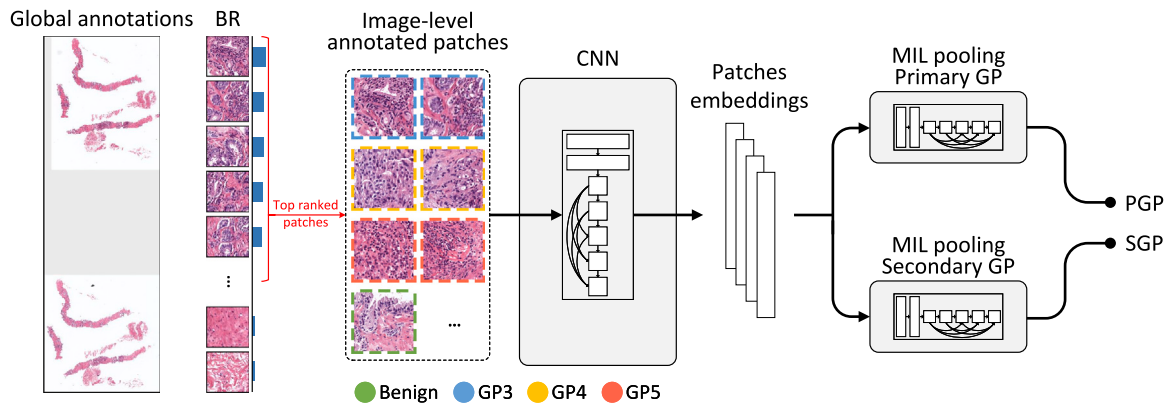 Global annotations
BR
Image-level
annotated patches
CNN
Patches
embeddings
MIL pooling
Primary GP
Top ranked
patches
PGP
SGP
MIL pooling
Secondary GP
...
...
Benign
GP3
GP4
GP5